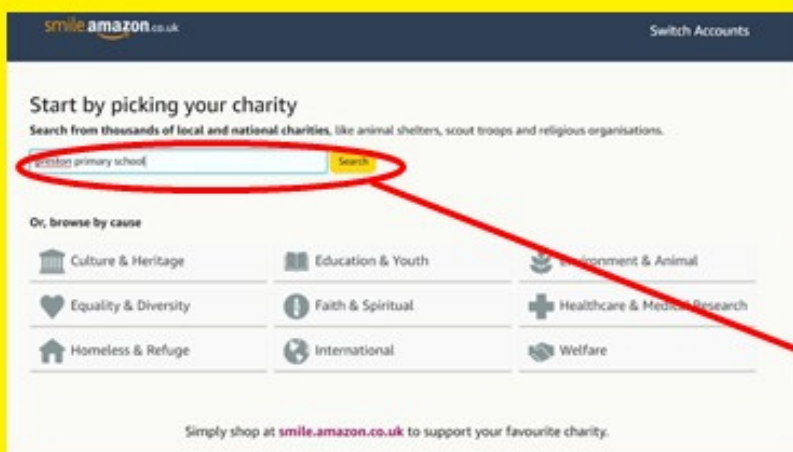 smile.amazon.co.uk
Switch Accounts
Start by picking your charity
Search from thousands of local and national charities, like animal shelters, scout troops and religious organisations.
preston primary school
Search
Or, browse by cause
Culture & Heritage
Education & Youth
Environment & Animal
Equality & Diversity
Faith & Spiritual
Healthcare & Medical Research
Homeless & Refuge
International
Welfare
Simply shop at smile.amazon.co.uk to support your favourite charity.